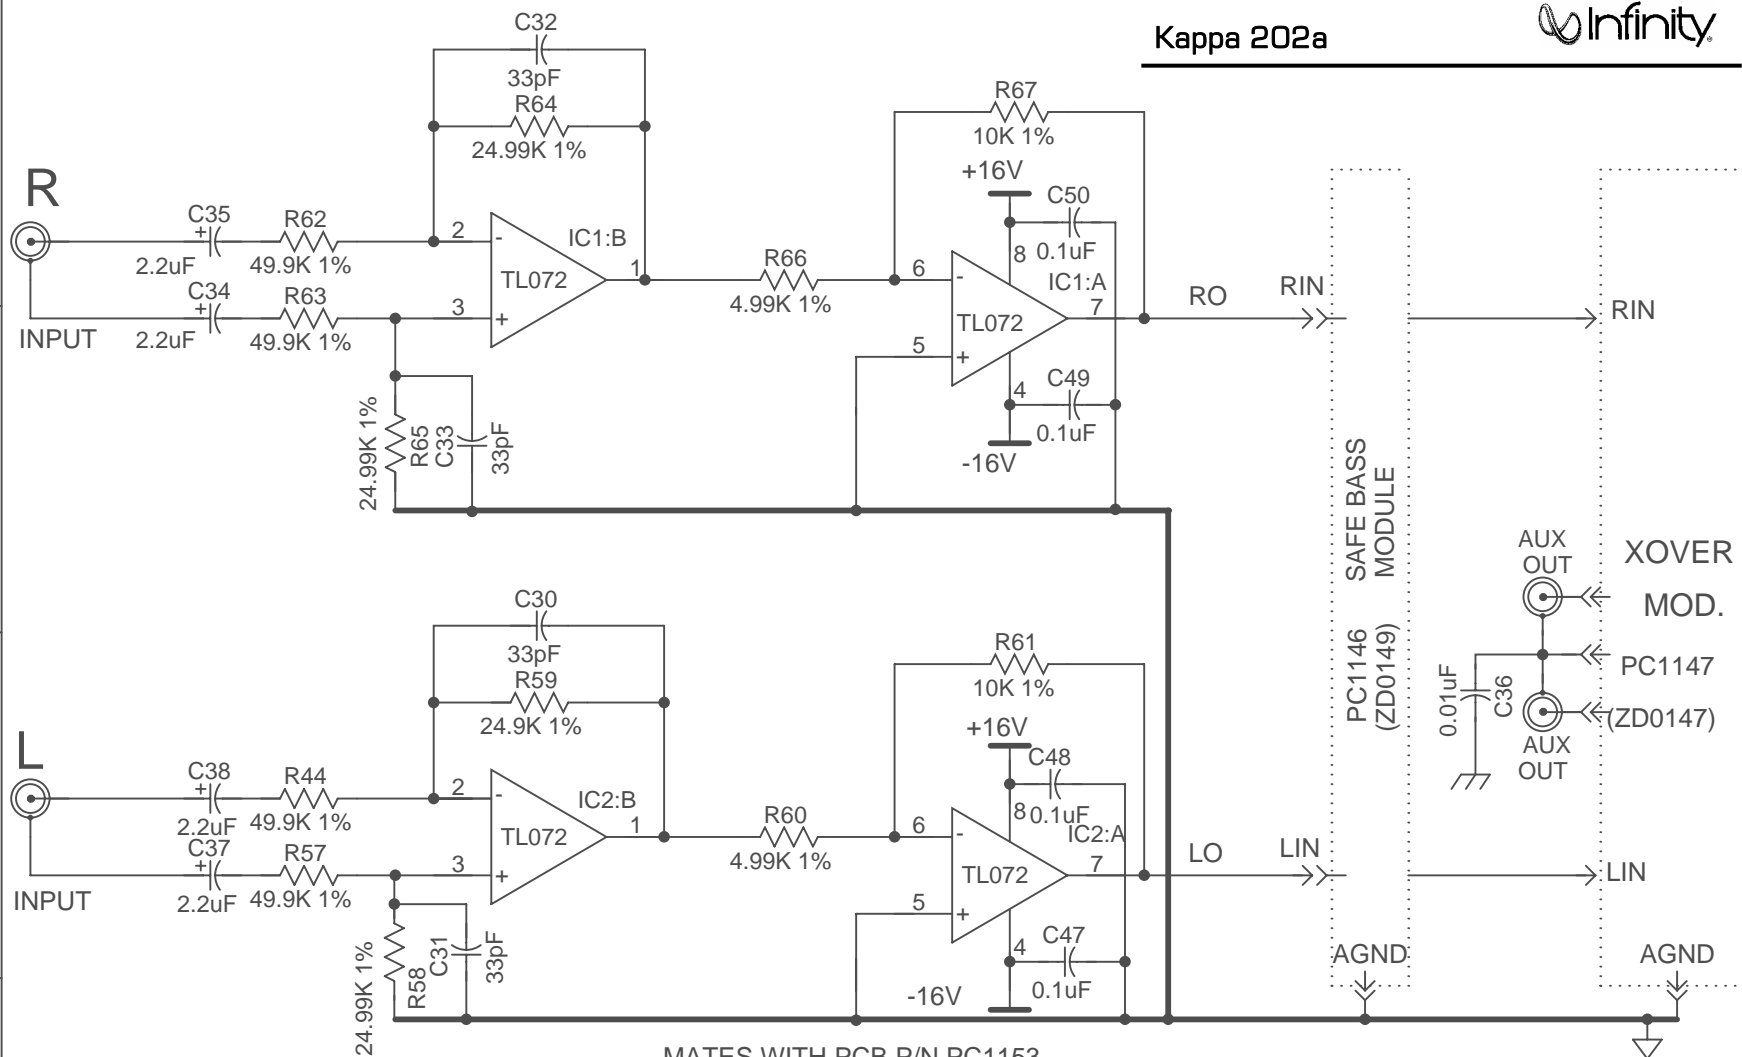 Kappa 202a
Infinity
C32
33pF
R64
24.99K 1%
R67
10K 1%
+16V
R
C35
+
2.2uF
R62
49.9K 1%
2
-
IC1:B
TL072
1
3
+
C34
+
2.2uF
R63
49.9K 1%
INPUT
R66
4.99K 1%
6
-
C50
0.1uF
8
IC1:A
TL072
7
5
+
4
C49
0.1uF
-16V
RO
RIN
RIN
24.99K 1%
R65
C33
33pF
SAFE BASS
MODULE
PC1146
(ZD0149)
AUX
OUT
XOVER
MOD.
PC1147
(ZD0147)
0.01uF
C36
AUX
OUT
C30
33pF
R59
24.9K 1%
R61
10K 1%
+16V
L
C38
+
2.2uF
R44
49.9K 1%
2
-
IC2:B
TL072
1
3
+
C37
+
2.2uF
R57
49.9K 1%
INPUT
R60
4.99K 1%
6
-
C48
0.1uF
8
IC2:A
TL072
7
5
+
4
C47
0.1uF
-16V
LO
LIN
LIN
24.99K 1%
R58
C31
33pF
AGND
AGND
MATES WITH PCB P/N PC1153